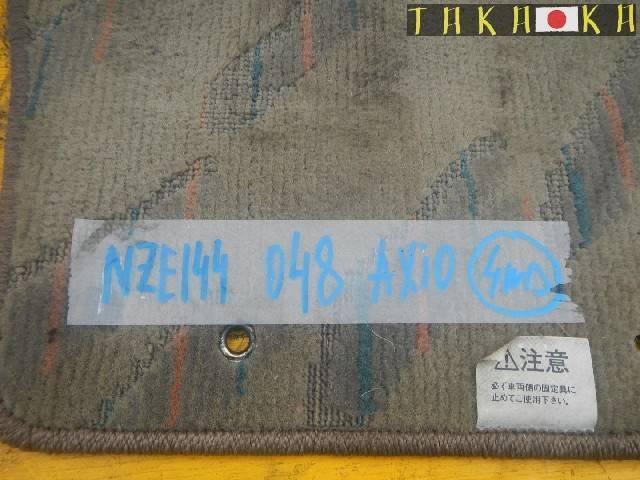 TAKAOKA
NZE144 048 AXiO 4WD
⚠注意
必ず車両側の固定具に
止めてご使用下さい。